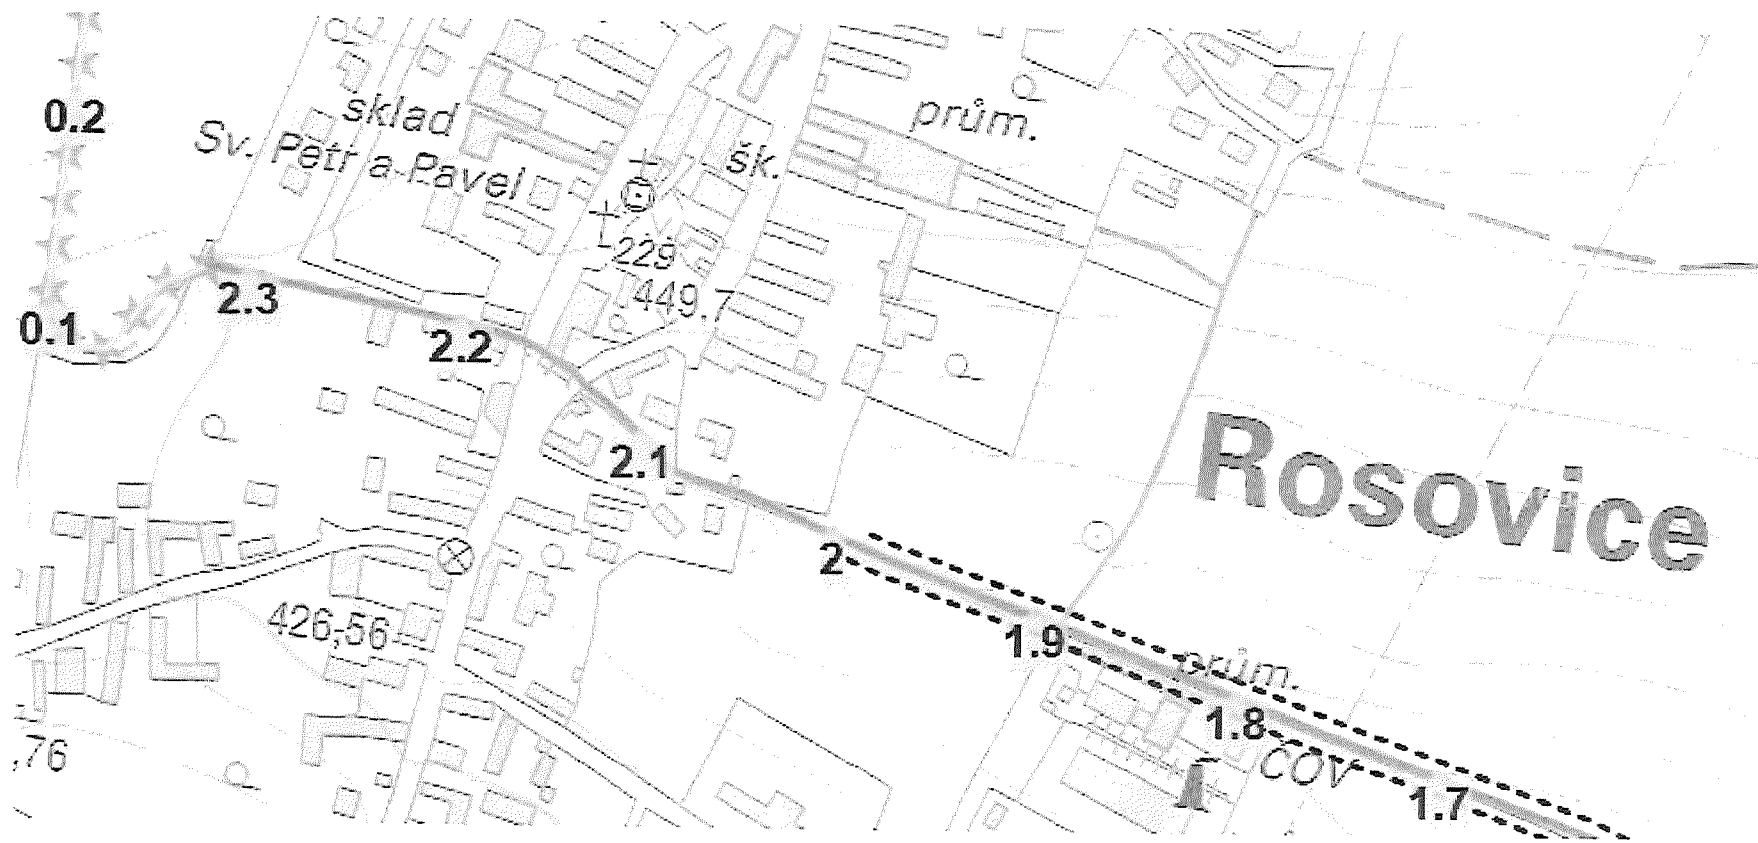 0.2
sklad
prům.
Sv. Petr a Pavel
šk.
229
449,7
2.3
0.1
2.2
2.1
Rosovice
2
426,56
1.9
prům.
1.8
ČOV
,76
1.7